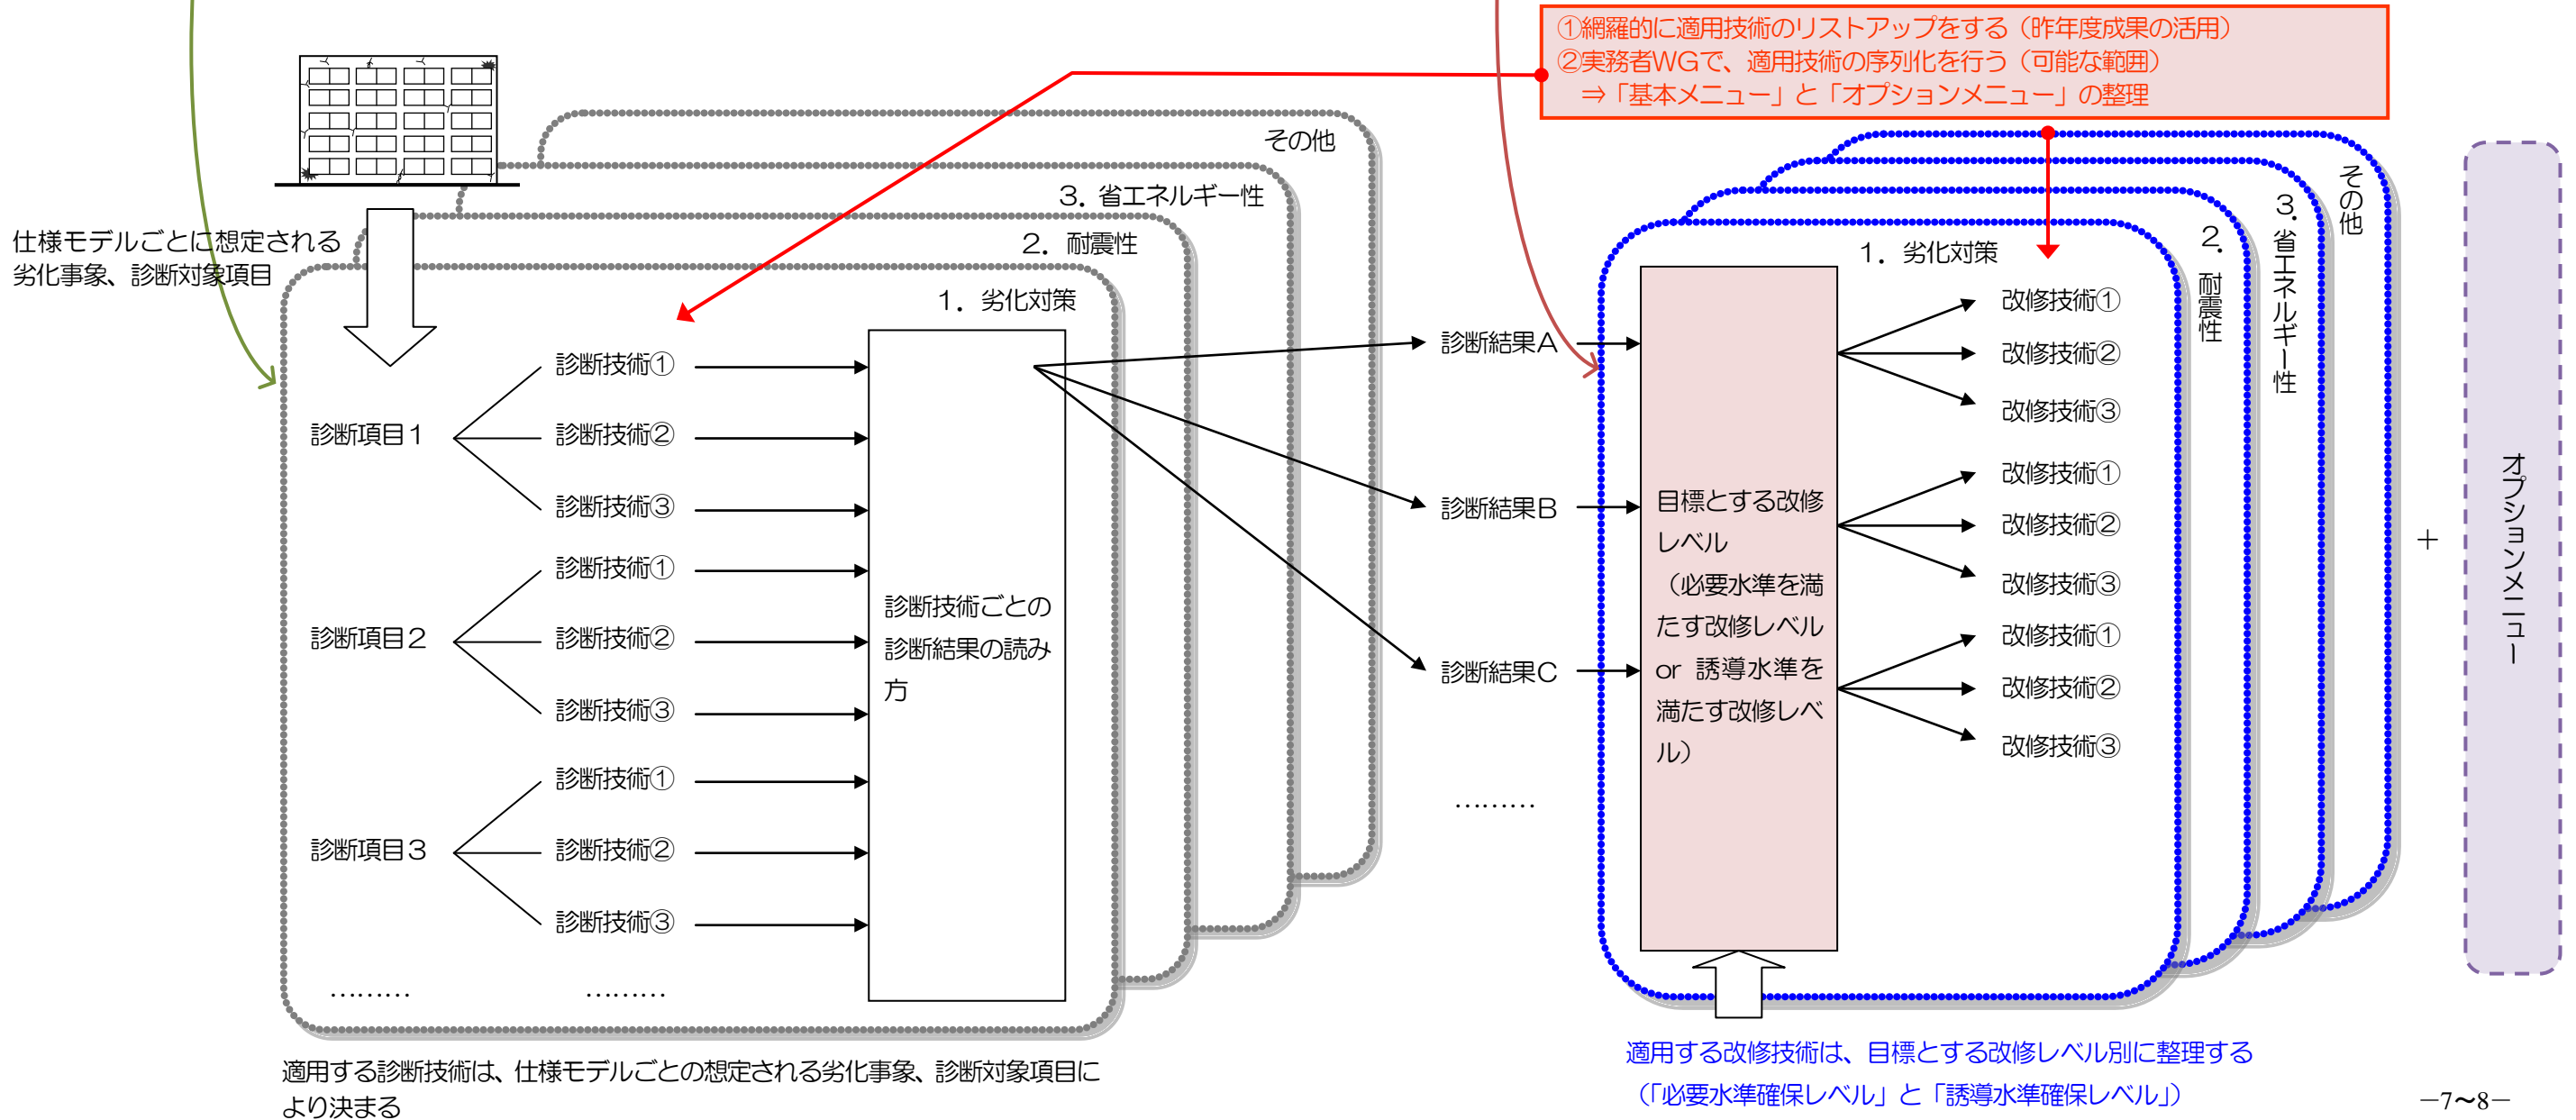 ①網羅的に適用技術のリストアップをする（昨年度成果の活用）
②実務者WGで、適用技術の序列化を行う（可能な範囲）
⇒「基本メニュー」と「オプションメニュー」の整理
仕様モデルごとに想定される
劣化事象、診断対象項目
その他
3．省エネルギー性
2．耐震性
1．劣化対策
診断項目1
診断技術①
診断技術②
診断技術③
診断項目2
診断技術①
診断技術②
診断技術③
診断項目3
診断技術①
診断技術②
診断技術③
………
………
診断技術ごとの
診断結果の読み
方
適用する診断技術は、仕様モデルごとの想定される劣化事象、診断対象項目に
より決まる
診断結果A
診断結果B
診断結果C
………
目標とする改修
レベル
（必要水準を満
たす改修レベル
or 誘導水準を
満たす改修レベ
ル）
1．劣化対策
改修技術①
改修技術②
改修技術③
改修技術①
改修技術②
改修技術③
改修技術①
改修技術②
改修技術③
2．耐震性
3．省エネルギー性
その他
＋
オプションメニュー
適用する改修技術は、目標とする改修レベル別に整理する
（「必要水準確保レベル」と「誘導水準確保レベル」）
－7～8－